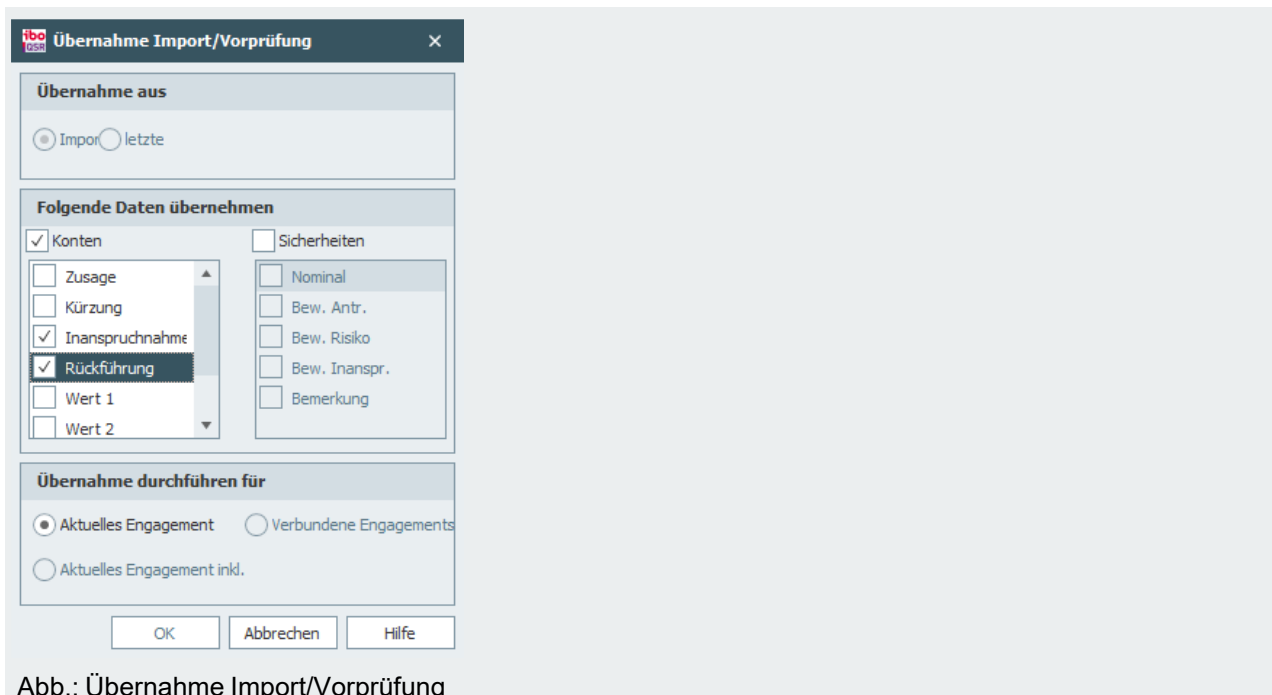 ibo QSR Übernahme Import/Vorprüfung
Übernahme aus
Impor letzte
Folgende Daten übernehmen
Konten Sicherheiten
Zusage Nominal
Kürzung Bew. Antr.
Inanspruchnahme Bew. Risiko
Rückführung Bew. Inanspr.
Wert 1 Bemerkung
Wert 2
Übernahme durchführen für
Aktuelles Engagement Verbundene Engagements
Aktuelles Engagement inkl.
OK Abbrechen Hilfe
Abb.: Übernahme Import/Vorprüfung